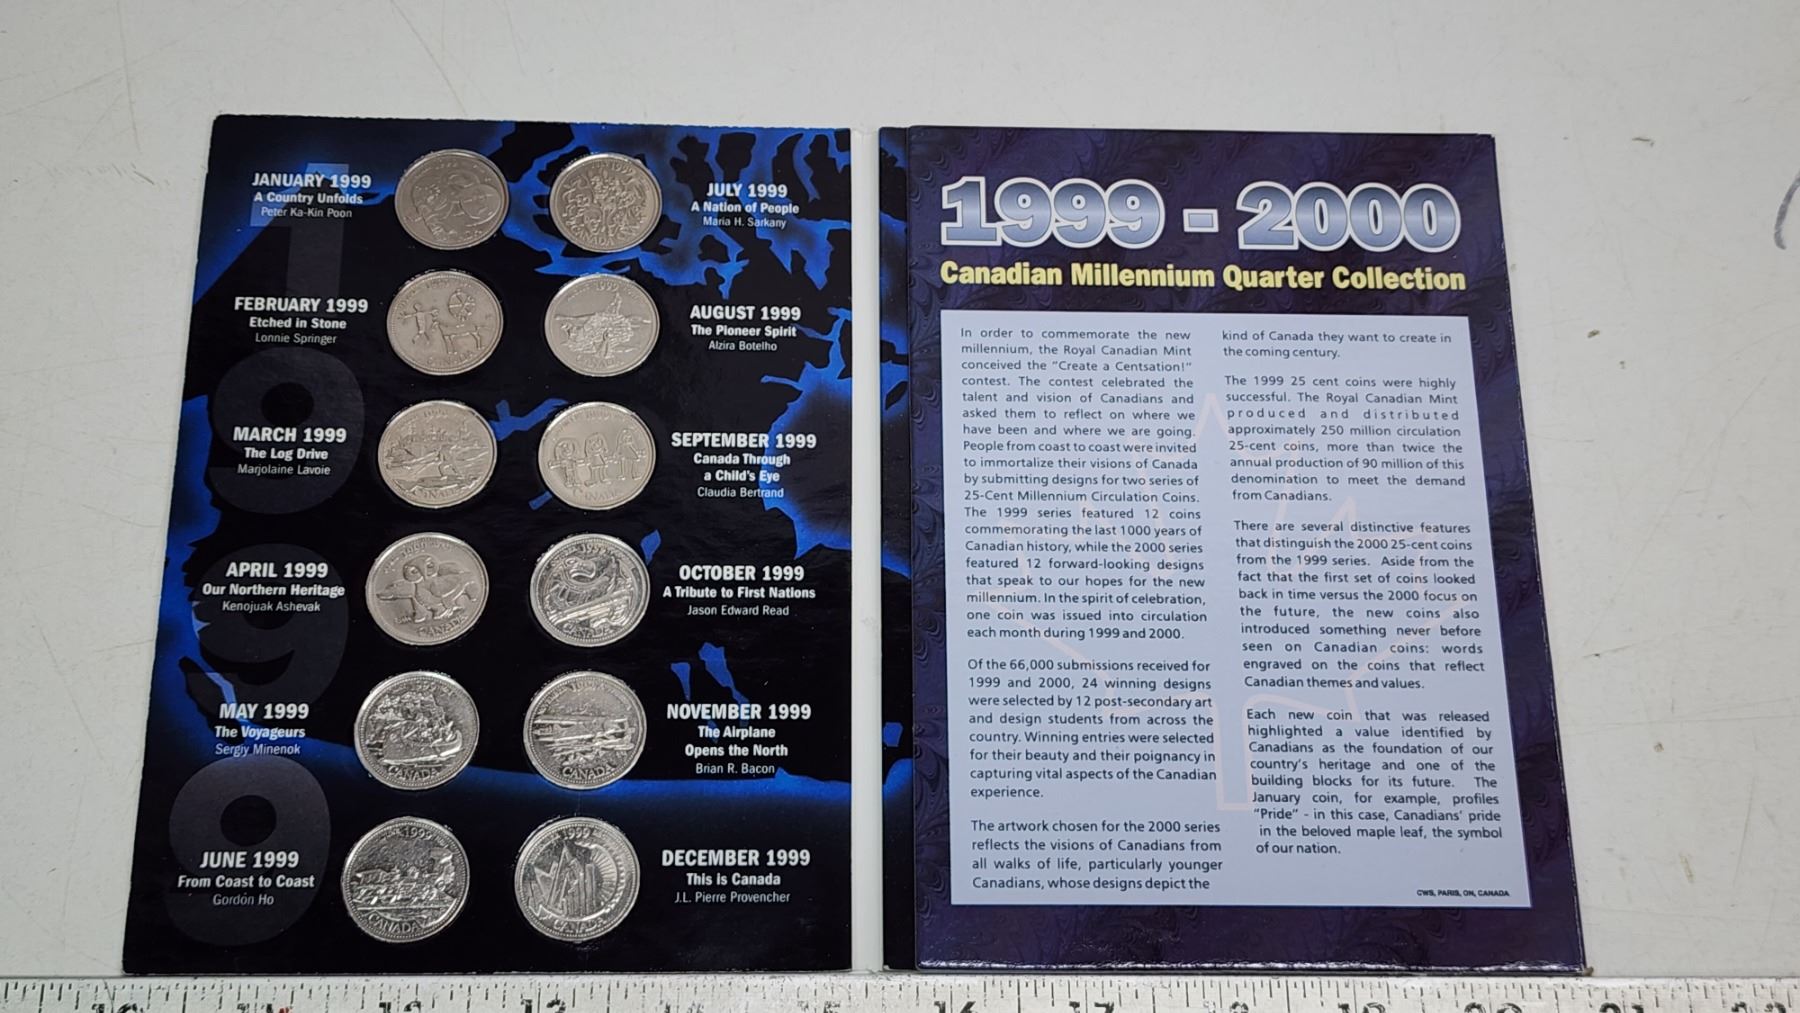 JANUARY 1999
A Country Unfolds
Peter Ka-Kin Poon
FEBRUARY 1999
Etched in Stone
Lonnie Springer
MARCH 1999
The Log Drive
Marjolaine Lavoie
APRIL 1999
Our Northern Heritage
Kenojuak Ashevak
MAY 1999
The Voyageurs
Sergiy Minenok
JUNE 1999
From Coast to Coast
Gordon Ho
JULY 1999
A Nation of People
Maria H. Sarkany
AUGUST 1999
The Pioneer Spirit
Alzira Botelho
SEPTEMBER 1999
Canada Through
a Child's Eye
Claudia Bertrand
OCTOBER 1999
A Tribute to First Nations
Jason Edward Read
NOVEMBER 1999
The Airplane
Opens the North
Brian R. Bacon
DECEMBER 1999
This is Canada
J.L. Pierre Provencher
1999
1999 - 2000
Canadian Millennium Quarter Collection
In order to commemorate the new
millennium, the Royal Canadian Mint
conceived the "Create a Centsation!"
contest. The contest celebrated the
talent and vision of Canadians and
asked them to reflect on where we
have been and where we are going.
People from coast to coast were invited
to immortalize their visions of Canada
by submitting designs for two series of
25-Cent Millennium Circulation Coins.
The 1999 series featured 12 coins
commemorating the last 1000 years of
Canadian history, while the 2000 series
featured 12 forward-looking designs
that speak to our hopes for the new
millennium. In the spirit of celebration,
one coin was issued into circulation
each month during 1999 and 2000.
Of the 66,000 submissions received for
1999 and 2000, 24 winning designs
were selected by 12 post-secondary art
and design students from across the
country. Winning entries were selected
for their beauty and their poignancy in
capturing vital aspects of the Canadian
experience.
The artwork chosen for the 2000 series
reflects the visions of Canadians from
all walks of life, particularly younger
Canadians, whose designs depict the
kind of Canada they want to create in
the coming century.
The 1999 25 cent coins were highly
successful. The Royal Canadian Mint
produced and distributed
approximately 250 million circulation
25-cent coins, more than twice the
annual production of 90 million of this
denomination to meet the demand
from Canadians.
There are several distinctive features
that distinguish the 2000 25-cent coins
from the 1999 series. Aside from the
fact that the first set of coins looked
back in time versus the 2000 focus on
the future, the new coins also
introduced something never before
seen on Canadian coins: words
engraved on the coins that reflect
Canadian themes and values.
Each new coin that was released
highlighted a value identified by
Canadians as the foundation of our
country's heritage and one of the
building blocks for its future. The
January coin, for example, profiles
"Pride" - in this case, Canadians' pride
in the beloved maple leaf, the symbol
of our nation.
CWS, PARIS, ON, CANADA